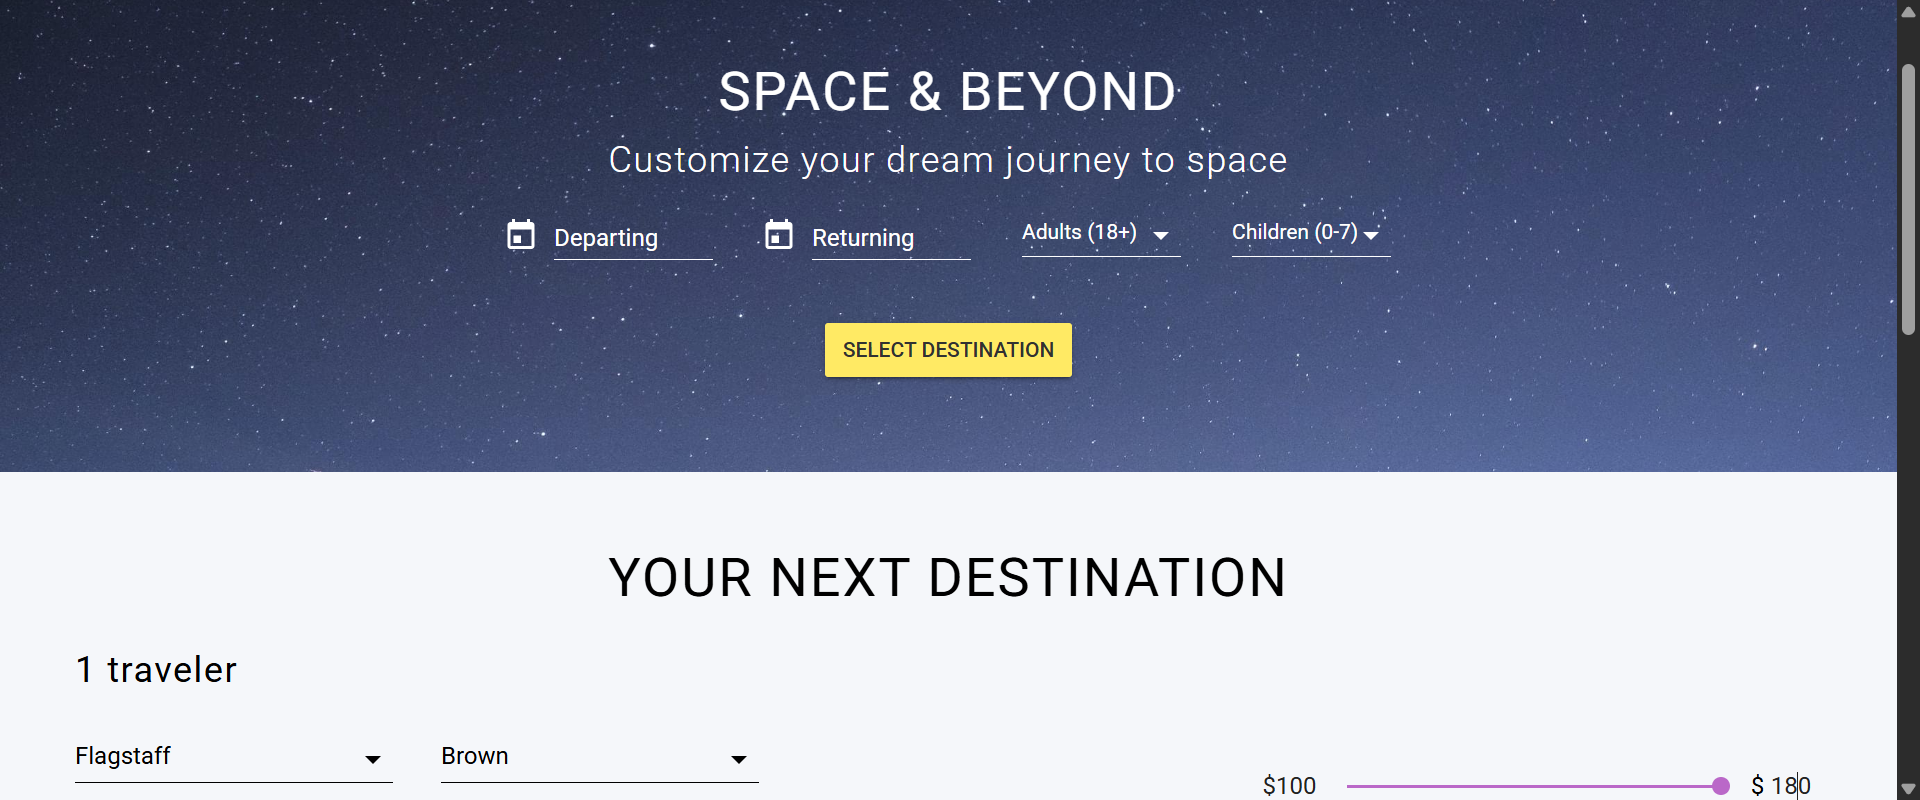 SPACE & BEYOND
Customize your dream journey to space
Departing Returning Adults (18+) Children (0-7)
SELECT DESTINATION
YOUR NEXT DESTINATION
1 traveler
Flagstaff Brown
$100 $ 180